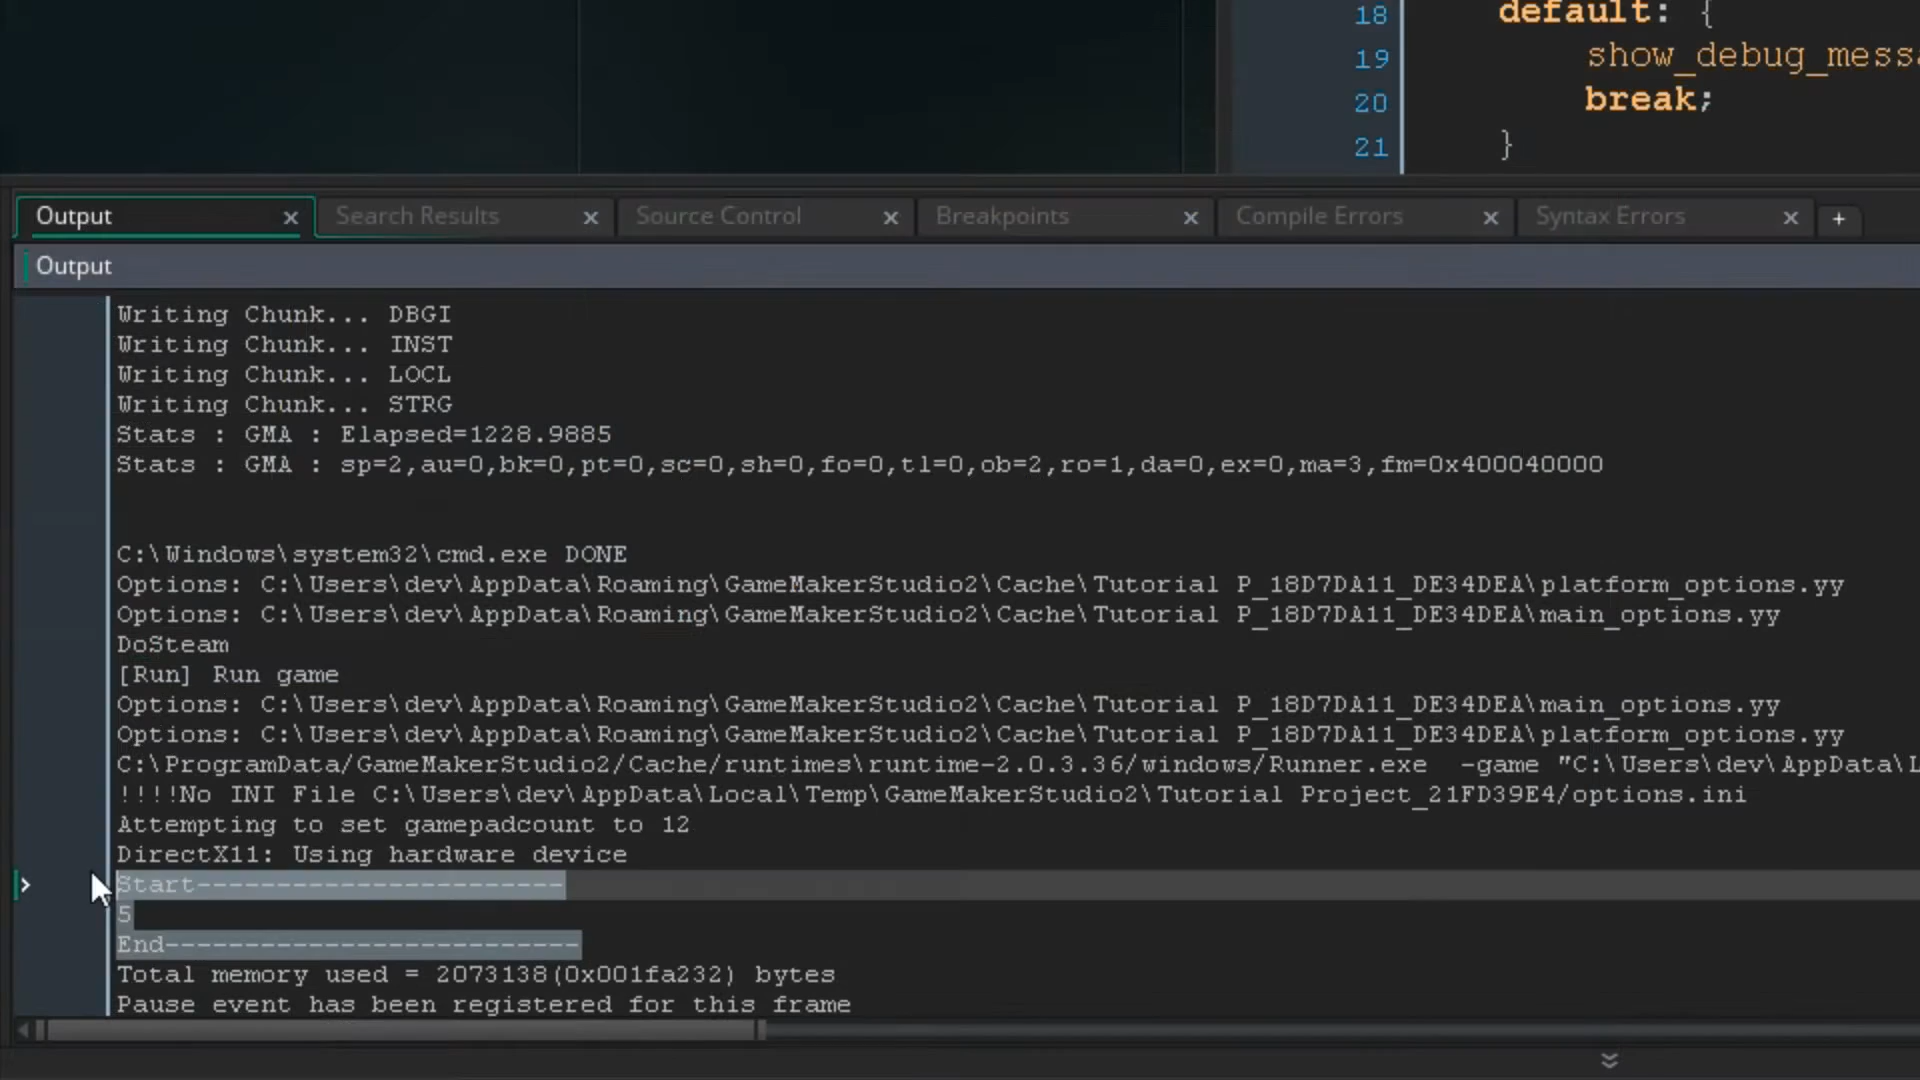 18 default: {
19 show_debug_mess
20 break;
21 }
Output Search Results Source Control Breakpoints Compile Errors Syntax Errors +
Output
Writing Chunk... DBGI
Writing Chunk... INST
Writing Chunk... LOCL
Writing Chunk... STRG
Stats : GMA : Elapsed=1228.9885
Stats : GMA : sp=2,au=0,bk=0,pt=0,sc=0,sh=0,fo=0,tl=0,ob=2,ro=1,da=0,ex=0,ma=3,fm=0x400040000
C:\Windows\system32\cmd.exe DONE
Options: C:\Users\dev\AppData\Roaming\GameMakerStudio2\Cache\Tutorial P_18D7DA11_DE34DEA\platform_options.yy
Options: C:\Users\dev\AppData\Roaming\GameMakerStudio2\Cache\Tutorial P_18D7DA11_DE34DEA\main_options.yy
DoSteam
[Run] Run game
Options: C:\Users\dev\AppData\Roaming\GameMakerStudio2\Cache\Tutorial P_18D7DA11_DE34DEA\main_options.yy
Options: C:\Users\dev\AppData\Roaming\GameMakerStudio2\Cache\Tutorial P_18D7DA11_DE34DEA\platform_options.yy
C:\ProgramData/GameMakerStudio2/Cache/runtimes\runtime-2.0.3.36/windows/Runner.exe -game "C:\Users\dev\AppData\L
!!!!No INI File C:\Users\dev\AppData\Local\Temp\GameMakerStudio2\Tutorial Project_21FD39E4/options.ini
Attempting to set gamepadcount to 12
DirectX11: Using hardware device
Start-----------------------
5
End--------------------------
Total memory used = 2073138(0x001fa232) bytes
Pause event has been registered for this frame